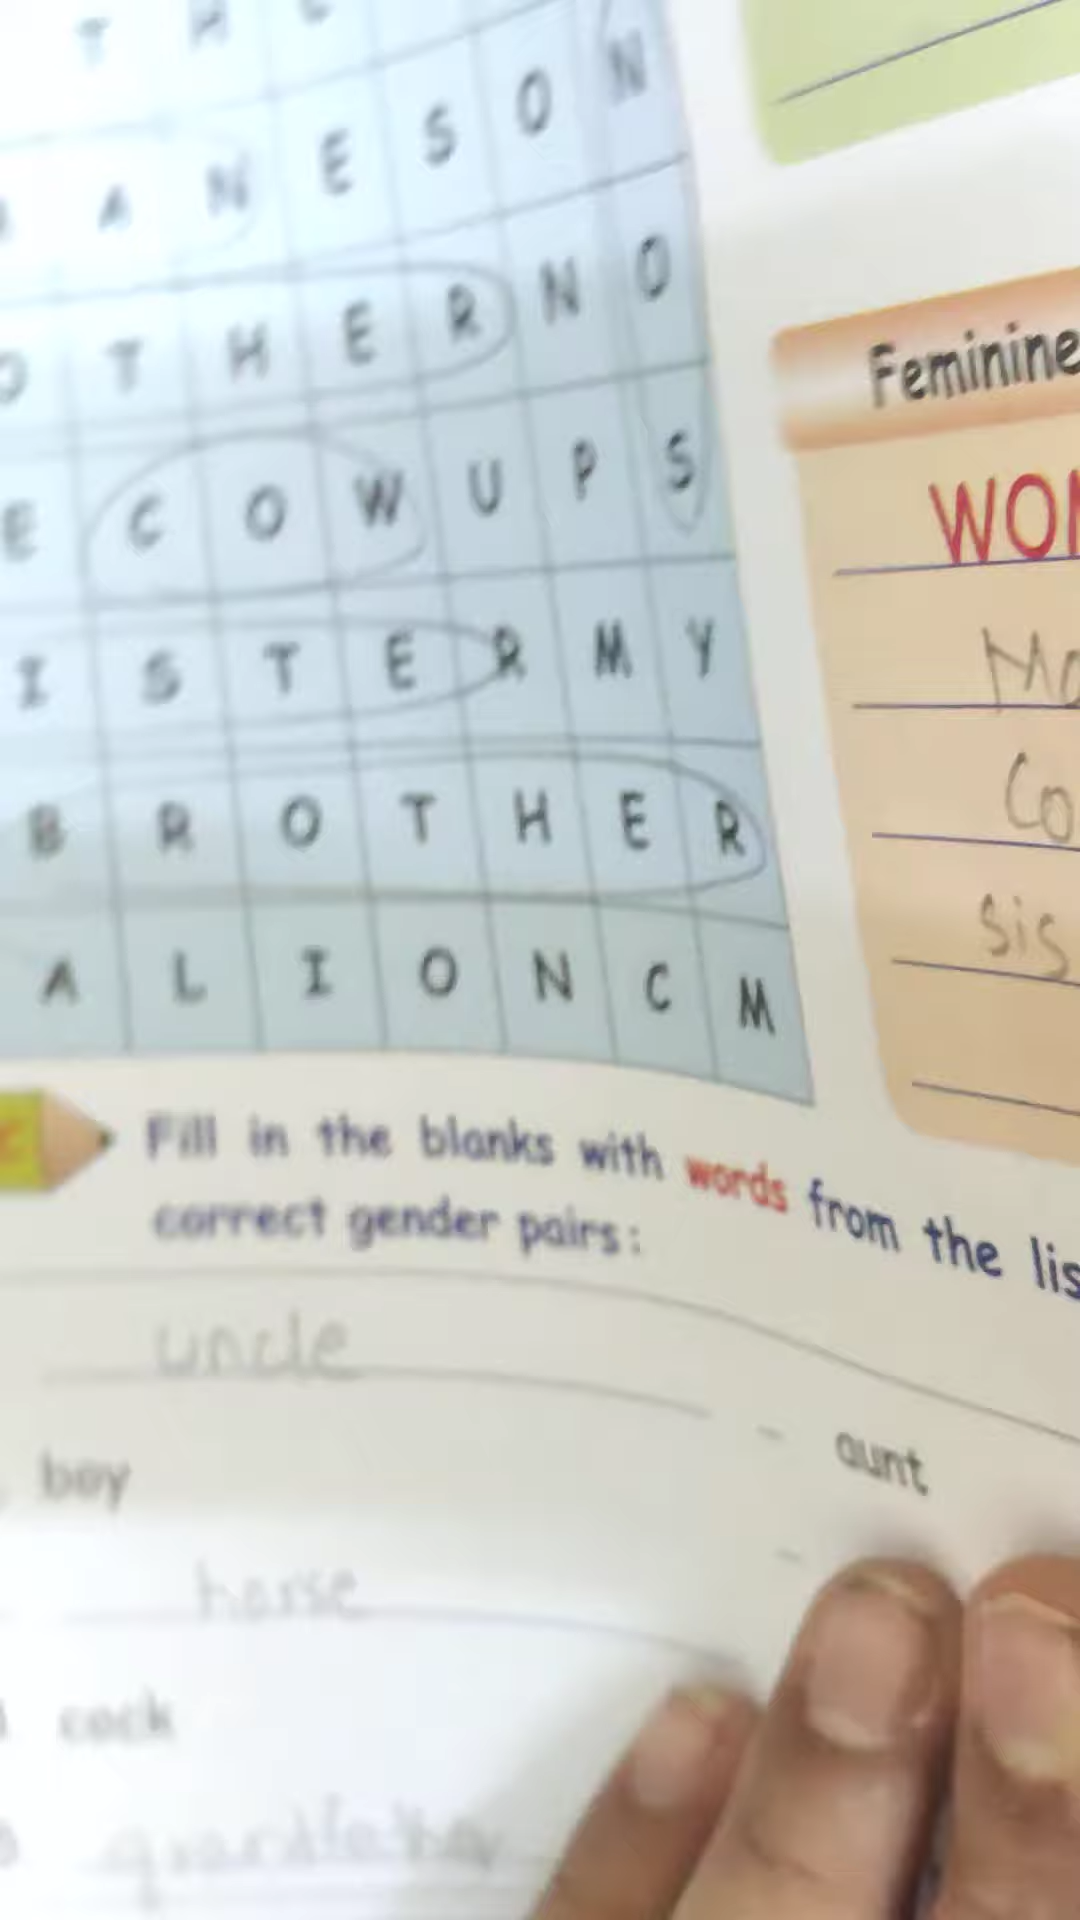 T H
A N E S O N
O T H E R N O
E C O W U P S
I S T E R M Y
B R O T H E R
A L I O N C M
Feminine
WOM
Mo
Co
Sis
Fill in the blanks with words from the lis
correct gender pairs:
uncle - aunt
boy -
horse
cock